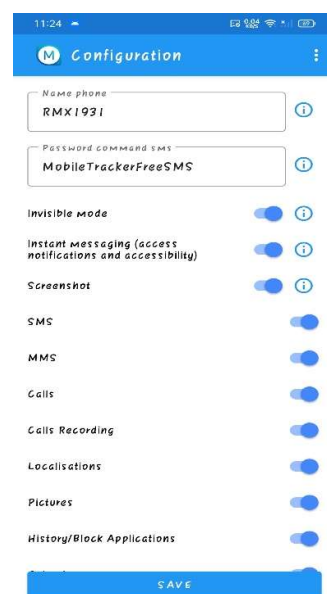 11:24
M Configuration
Name phone
RMX1931
Password command sms
MobileTrackerFreeSMS
Invisible mode
Instant messaging (access
notifications and accessibility)
Screenshot
SMS
MMS
Calls
Calls Recording
Localisations
Pictures
History/Block Applications
SAVE